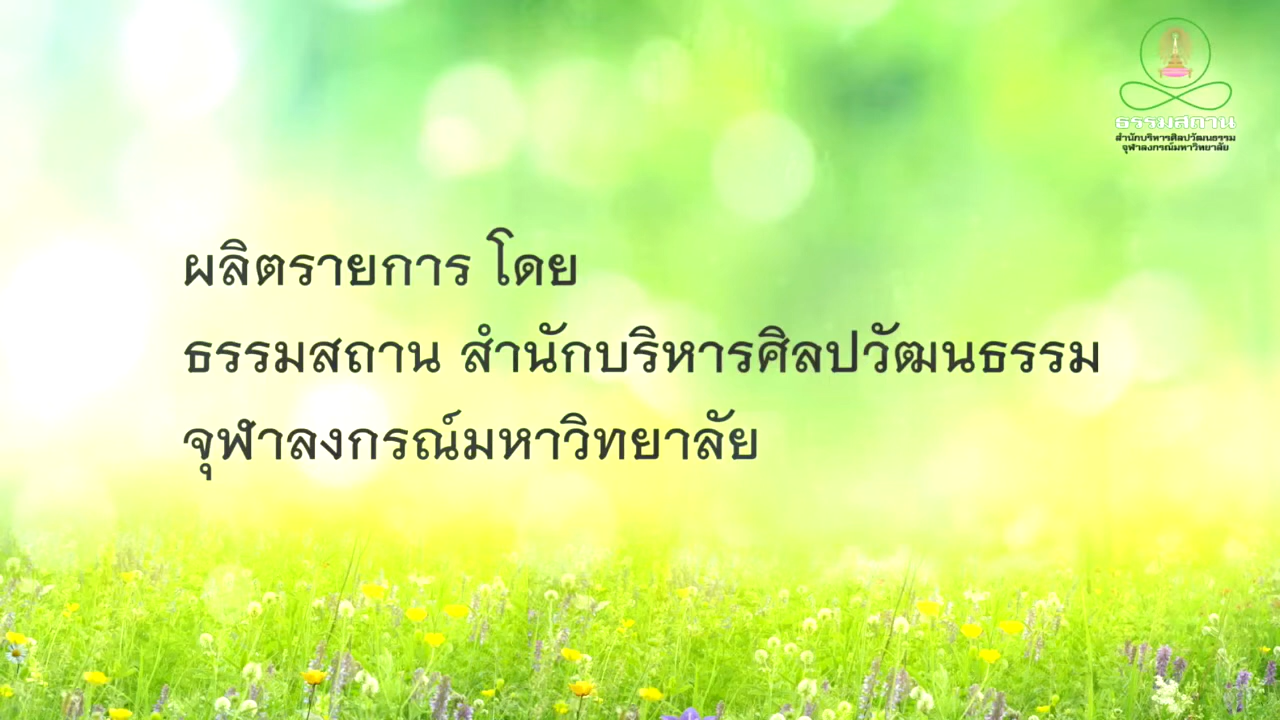 ธรรมสถาน
สำนักบริหารศิลปวัฒนธรรม
จุฬาลงกรณ์มหาวิทยาลัย
ผลิตรายการ โดย
ธรรมสถาน สำนักบริหารศิลปวัฒนธรรม
จุฬาลงกรณ์มหาวิทยาลัย